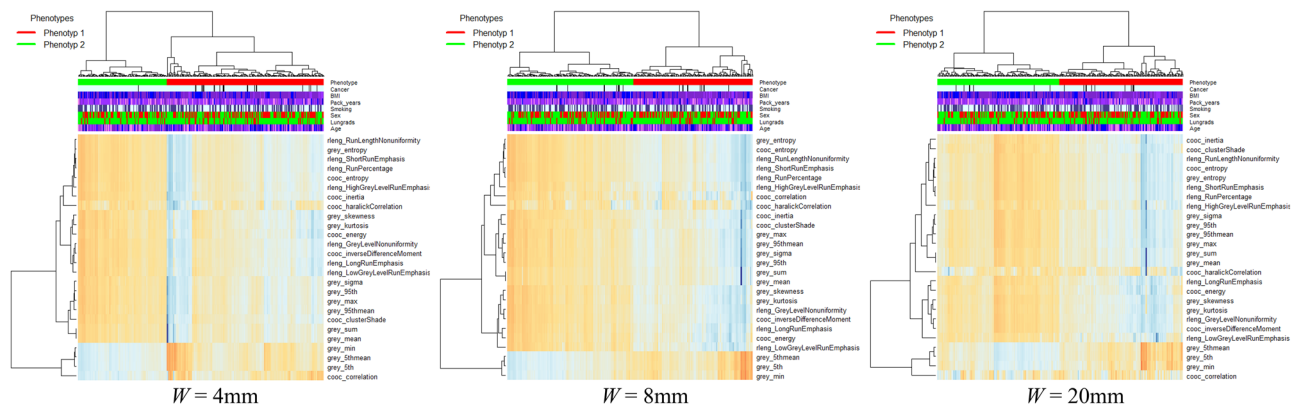 Phenotypes
Phenotyp 1
Phenotyp 2
Phenotype
Cancer
BMI
Pack_years
Smoking
Sex
Lungrads
Age
rleng_RunLengthNonuniformity
grey_entropy
rleng_ShortRunEmphasis
rleng_RunPercentage
cooc_entropy
rleng_HighGreyLevelRunEmphasis
cooc_inertia
cooc_haralickCorrelation
grey_skewness
grey_kurtosis
cooc_energy
rleng_GreyLevelNonuniformity
cooc_inverseDifferenceMoment
rleng_LongRunEmphasis
rleng_LowGreyLevelRunEmphasis
grey_sigma
grey_95th
grey_max
grey_95thmean
cooc_clusterShade
grey_sum
grey_mean
grey_min
grey_5thmean
grey_5th
cooc_correlation
W = 4mm
Phenotypes
Phenotyp 1
Phenotyp 2
Phenotype
Cancer
BMI
Pack_years
Smoking
Sex
Lungrads
Age
grey_entropy
cooc_entropy
rleng_RunLengthNonuniformity
rleng_ShortRunEmphasis
rleng_RunPercentage
rleng_HighGreyLevelRunEmphasis
cooc_correlation
cooc_haralickCorrelation
cooc_inertia
cooc_clusterShade
grey_max
grey_95thmean
grey_sigma
grey_95th
grey_sum
grey_mean
grey_skewness
grey_kurtosis
rleng_GreyLevelNonuniformity
cooc_inverseDifferenceMoment
rleng_LongRunEmphasis
cooc_energy
rleng_LowGreyLevelRunEmphasis
grey_5thmean
grey_5th
grey_min
W = 8mm
Phenotypes
Phenotyp 1
Phenotyp 2
Phenotype
Cancer
BMI
Pack_years
Smoking
Sex
Lungrads
Age
cooc_inertia
cooc_clusterShade
rleng_RunLengthNonuniformity
cooc_entropy
grey_entropy
rleng_ShortRunEmphasis
rleng_RunPercentage
rleng_HighGreyLevelRunEmphasis
grey_sigma
grey_95th
grey_95thmean
grey_max
grey_sum
grey_mean
cooc_haralickCorrelation
rleng_LongRunEmphasis
cooc_energy
grey_skewness
grey_kurtosis
rleng_GreyLevelNonuniformity
cooc_inverseDifferenceMoment
rleng_LowGreyLevelRunEmphasis
grey_5thmean
grey_5th
grey_min
cooc_correlation
W = 20mm